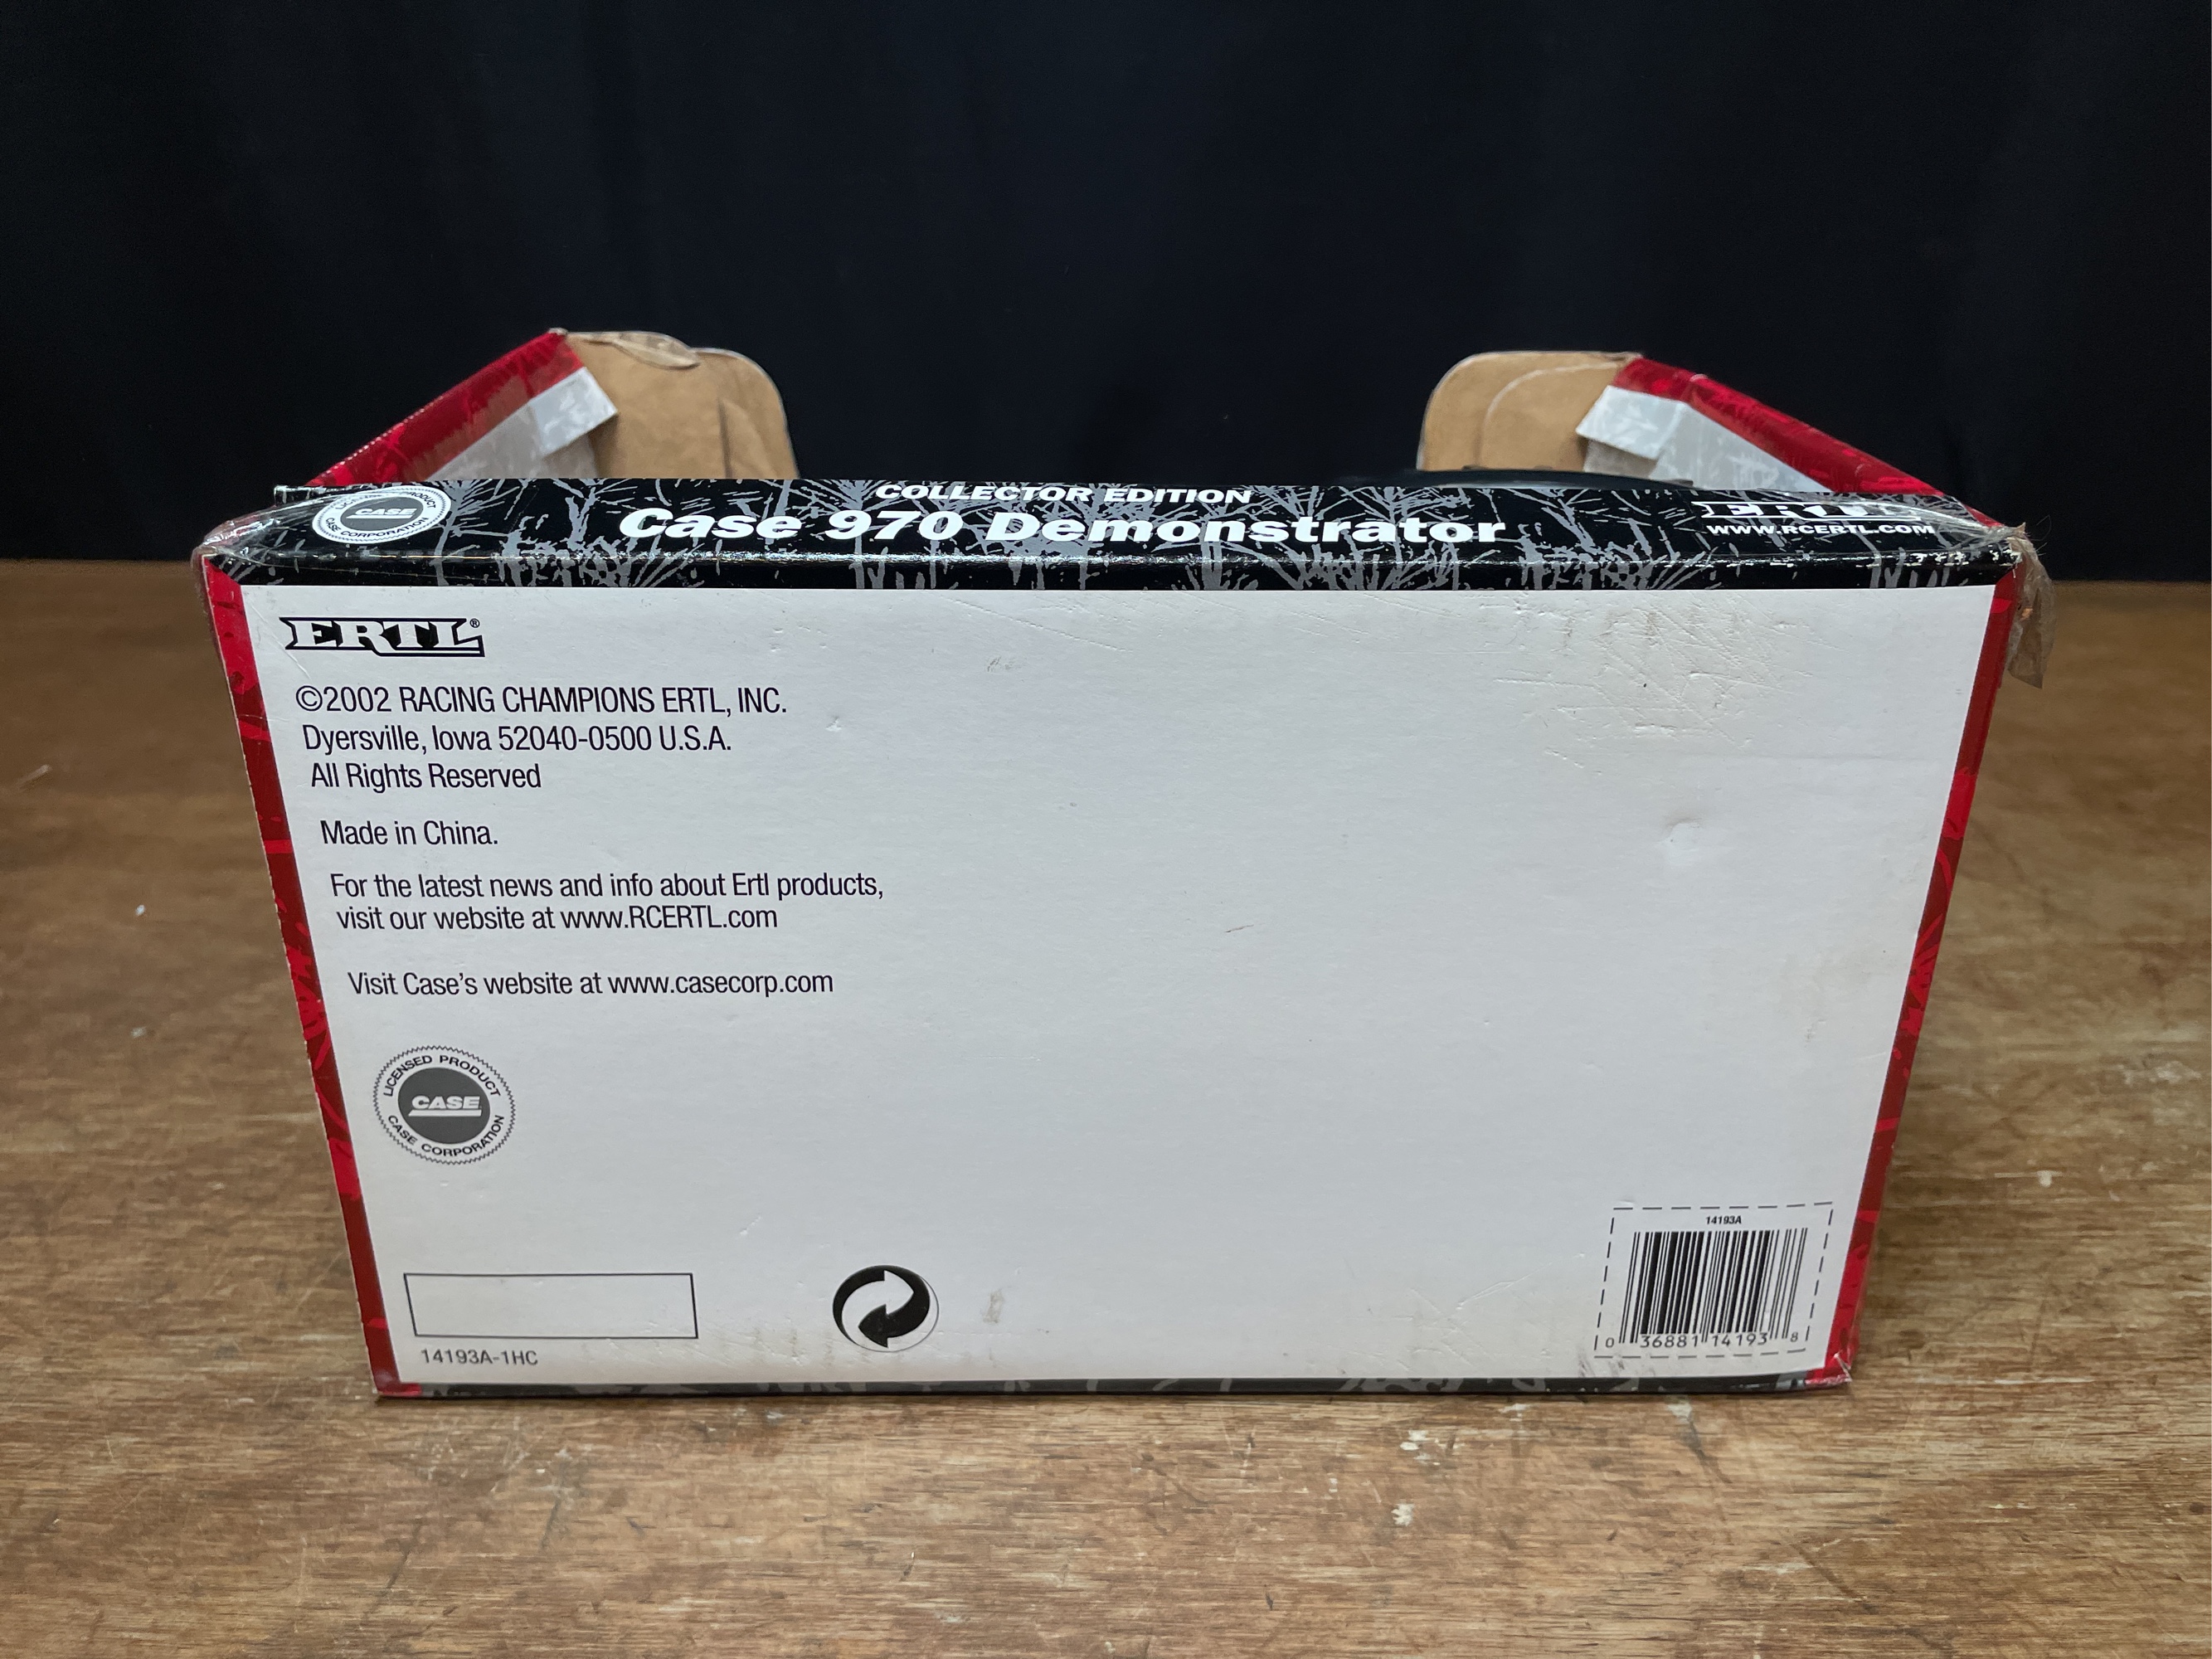 COLLECTOR EDITION
Case 970 Demonstrator
LICENSED PRODUCT
CASE
CASE CORPORATION
ERTL
WWW.RCERTL.COM
ERTL®
©2002 RACING CHAMPIONS ERTL, INC.
Dyersville, Iowa 52040-0500 U.S.A.
All Rights Reserved
Made in China.
For the latest news and info about Ertl products,
visit our website at www.RCERTL.com
Visit Case's website at www.casecorp.com
LICENSED PRODUCT
CASE
CASE CORPORATION
14193A-1HC
14193A
0 36881 14193 8